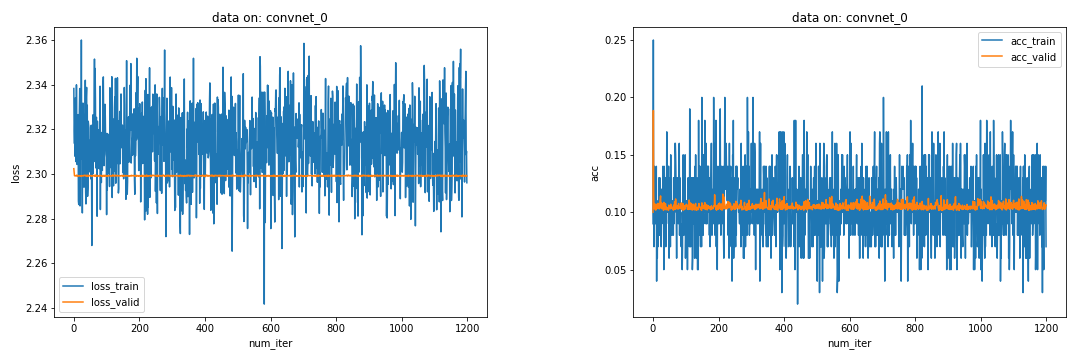 data on: convnet_0
2.36
2.34
2.32
2.30
2.28
2.26
2.24
loss
loss_train
loss_valid
0 200 400 600 800 1000 1200
num_iter
data on: convnet_0
0.25
0.20
0.15
0.10
0.05
acc
acc_train
acc_valid
0 200 400 600 800 1000 1200
num_iter